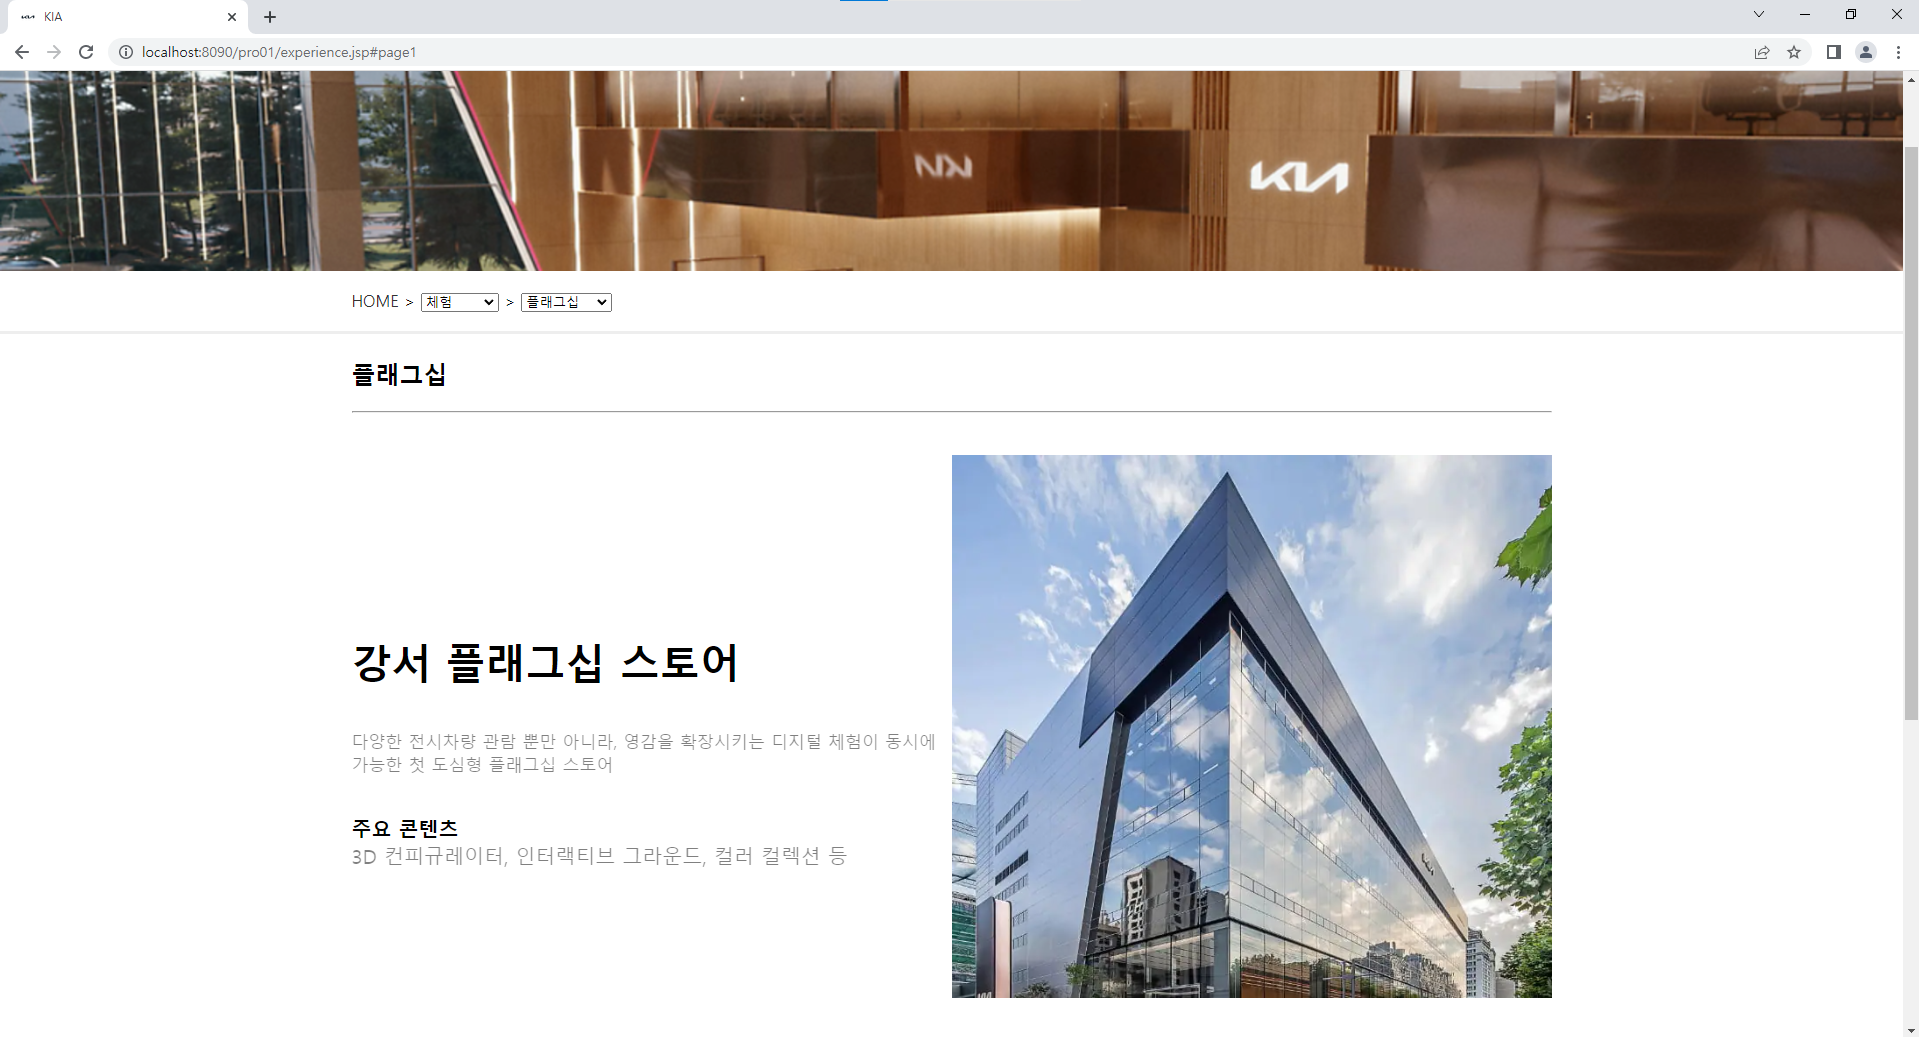 KIA
localhost:8090/pro01/experience.jsp#page1
KIA
HOME > 체험 > 플래그십
플래그십
강서 플래그십 스토어
다양한 전시차량 관람 뿐만 아니라, 영감을 확장시키는 디지털 체험이 동시에
가능한 첫 도심형 플래그십 스토어
주요 콘텐츠
3D 컨피규레이터, 인터랙티브 그라운드, 컬러 컬렉션 등